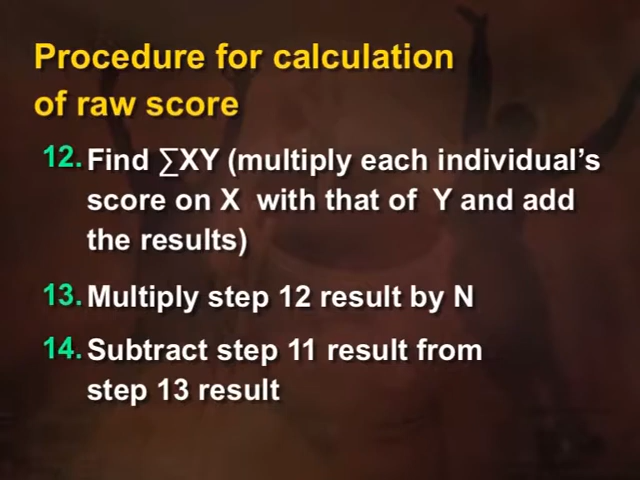 Procedure for calculation
of raw score
12. Find ∑XY (multiply each individual’s
score on X with that of Y and add
the results)
13. Multiply step 12 result by N
14. Subtract step 11 result from
step 13 result